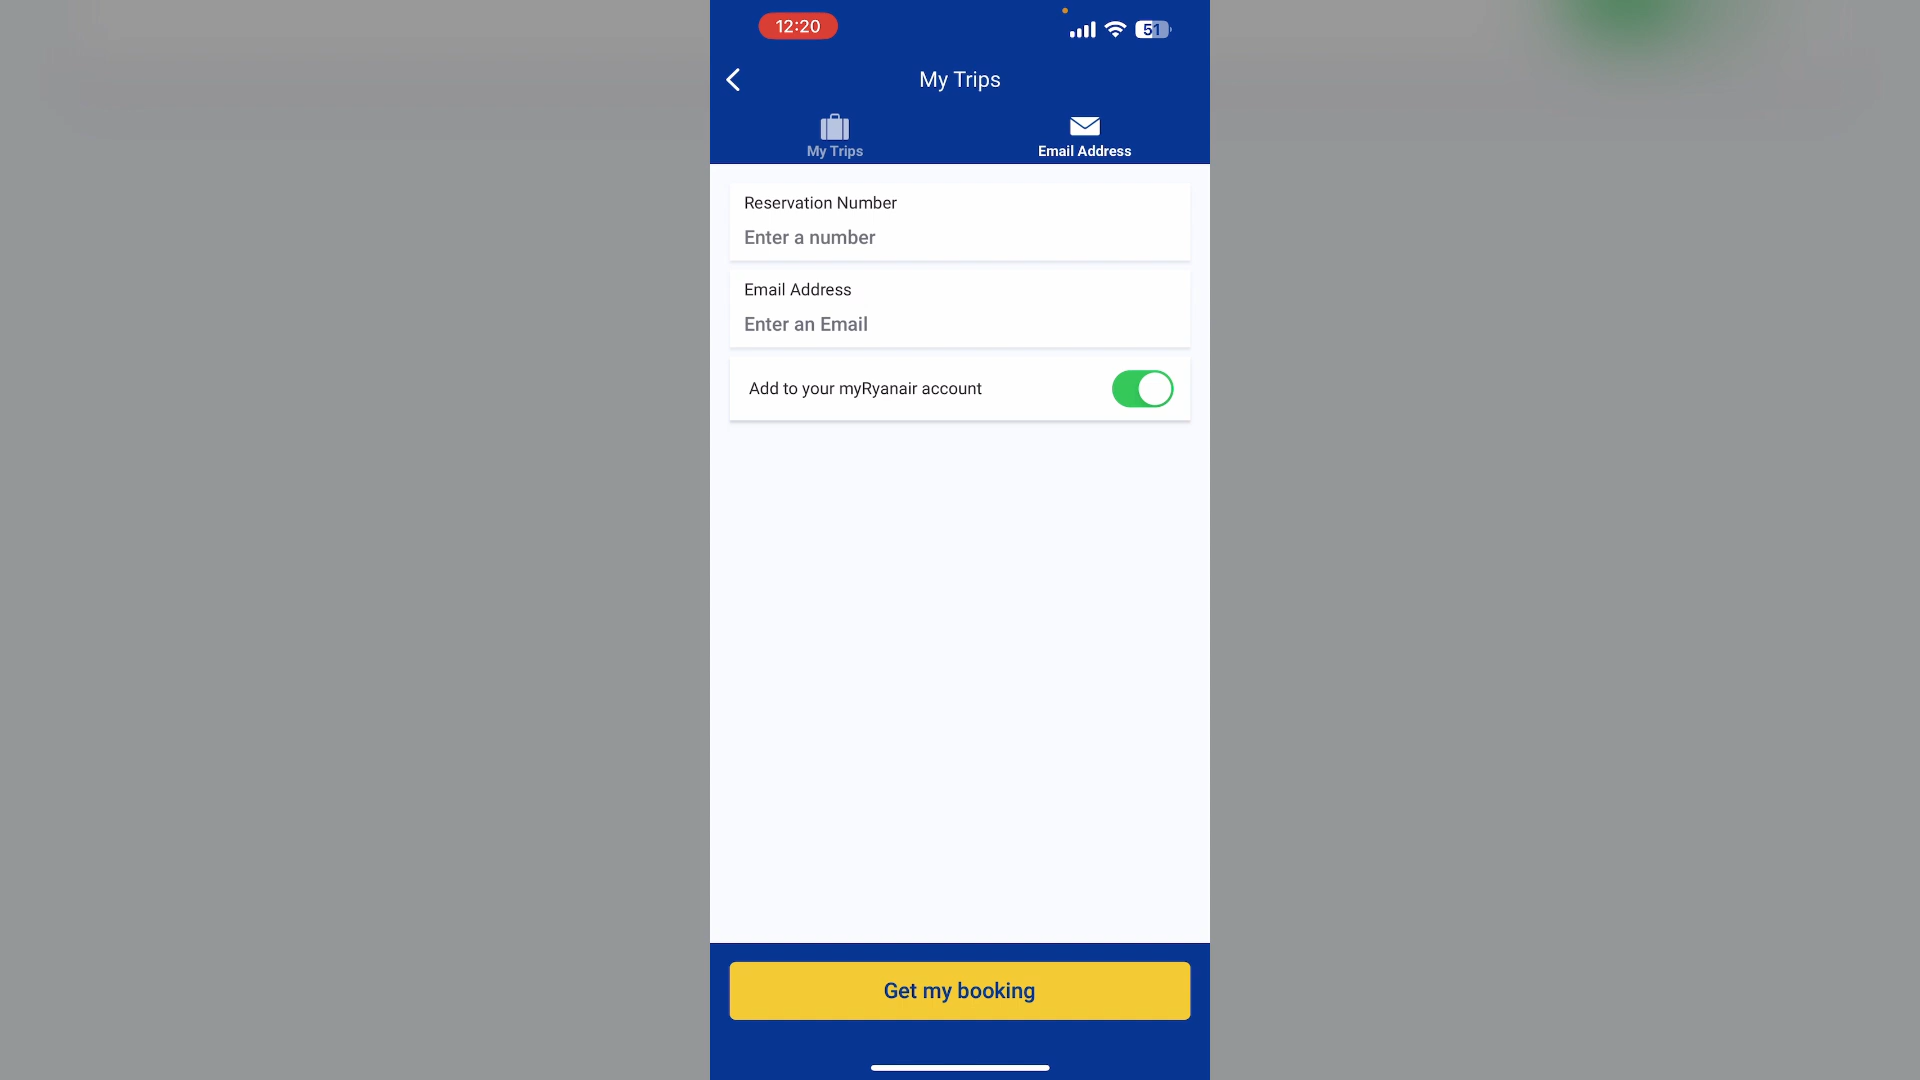 12:20
51
My Trips
My Trips
Email Address
Reservation Number
Enter a number
Email Address
Enter an Email
Add to your myRyanair account
Get my booking